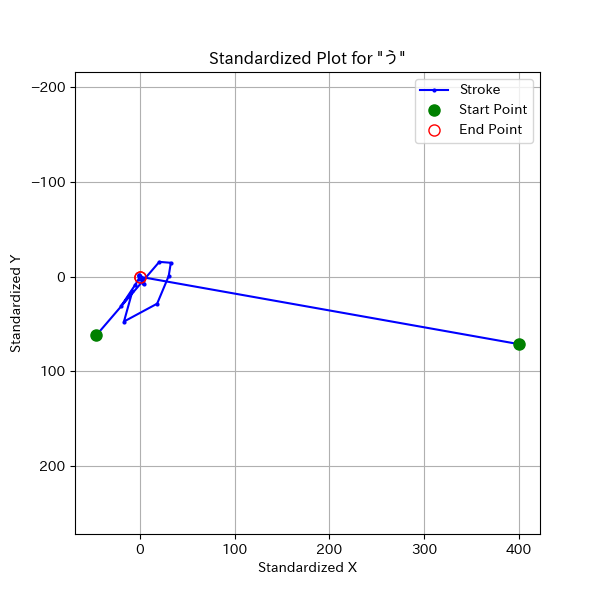 Standardized Plot for "う"
Stroke
Start Point
End Point
−200
−100
0
100
200
Standardized Y
0 100 200 300 400
Standardized X